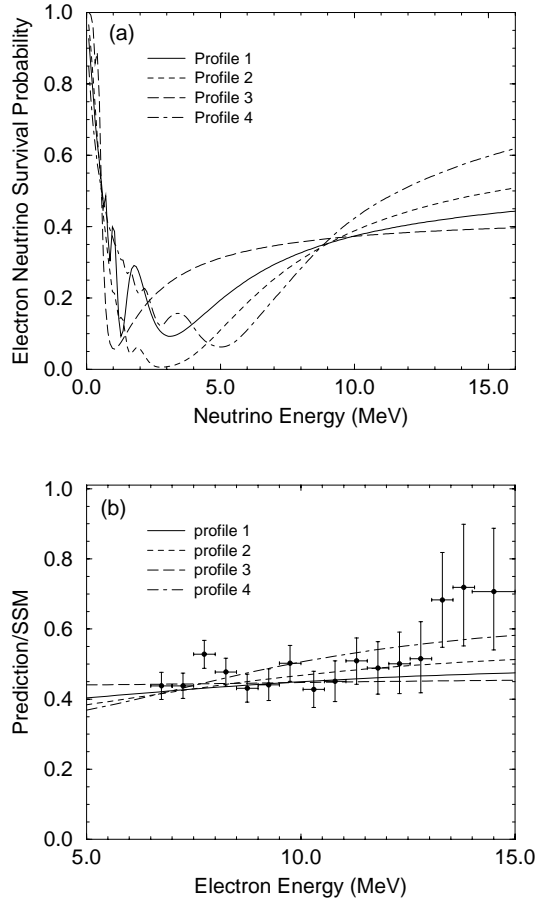 (a)
Profile 1
Profile 2
Profile 3
Profile 4
Electron Neutrino Survival Probability
1.0
0.8
0.6
0.4
0.2
0.0
0.0
5.0
10.0
15.0
Neutrino Energy (MeV)
(b)
profile 1
profile 2
profile 3
profile 4
Prediction/SSM
1.0
0.8
0.6
0.4
0.2
0.0
5.0
10.0
15.0
Electron Energy (MeV)